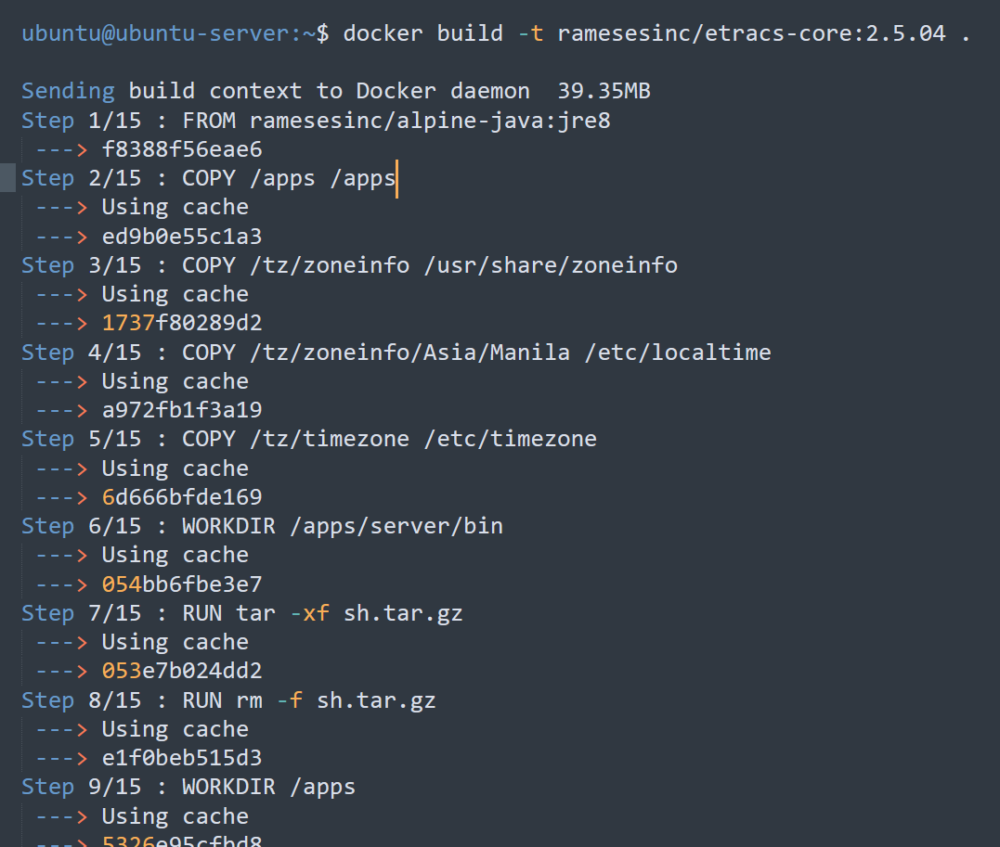 ubuntu@ubuntu-server:~$ docker build -t ramesesinc/etracs-core:2.5.04 .
Sending build context to Docker daemon  39.35MB
Step 1/15 : FROM ramesesinc/alpine-java:jre8
 ---> f8388f56eae6
Step 2/15 : COPY /apps /apps
 ---> Using cache
 ---> ed9b0e55c1a3
Step 3/15 : COPY /tz/zoneinfo /usr/share/zoneinfo
 ---> Using cache
 ---> 1737f80289d2
Step 4/15 : COPY /tz/zoneinfo/Asia/Manila /etc/localtime
 ---> Using cache
 ---> a972fb1f3a19
Step 5/15 : COPY /tz/timezone /etc/timezone
 ---> Using cache
 ---> 6d666bfde169
Step 6/15 : WORKDIR /apps/server/bin
 ---> Using cache
 ---> 054bb6fbe3e7
Step 7/15 : RUN tar -xf sh.tar.gz
 ---> Using cache
 ---> 053e7b024dd2
Step 8/15 : RUN rm -f sh.tar.gz
 ---> Using cache
 ---> e1f0beb515d3
Step 9/15 : WORKDIR /apps
 ---> Using cache
 ---> 5326e95cfbd8